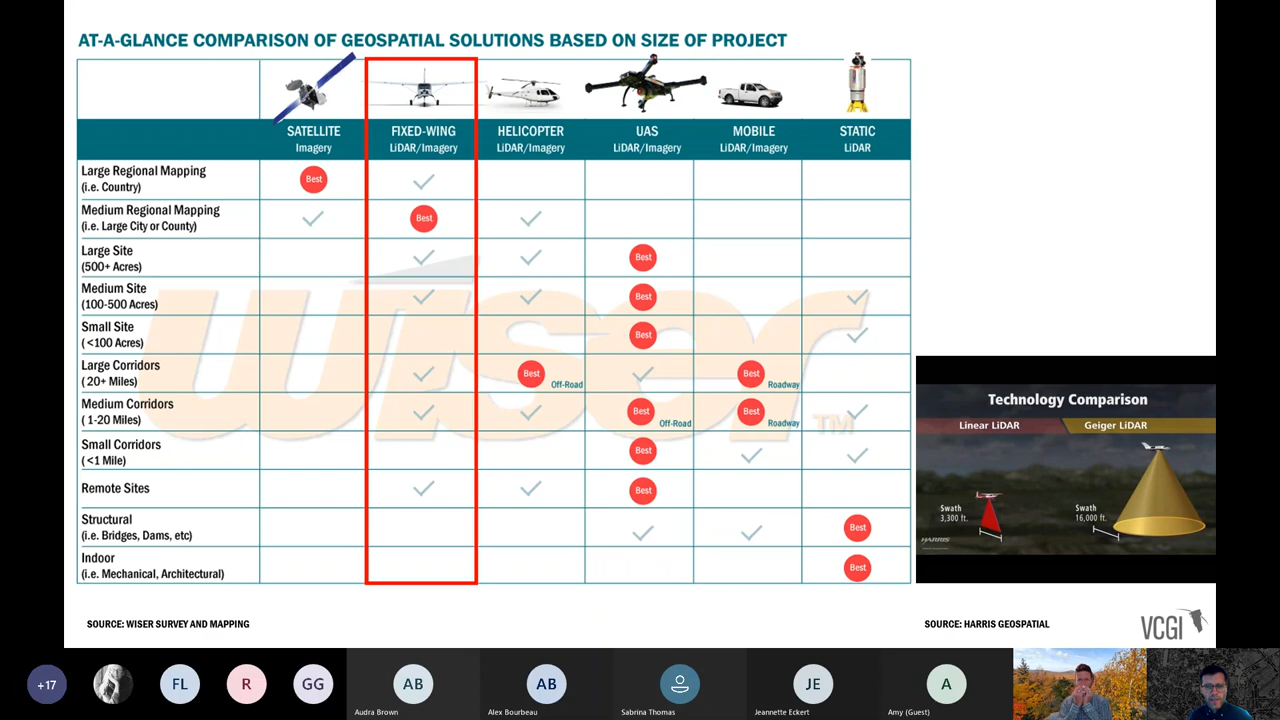 AT-A-GLANCE COMPARISON OF GEOSPATIAL SOLUTIONS BASED ON SIZE OF PROJECT
SATELLITE
Imagery
FIXED-WING
LiDAR/Imagery
HELICOPTER
LiDAR/Imagery
UAS
LiDAR/Imagery
MOBILE
LiDAR/Imagery
STATIC
LiDAR
Large Regional Mapping
(i.e. Country)
Best
Medium Regional Mapping
(i.e. Large City or County)
Best
Large Site
(500+ Acres)
Best
Medium Site
(100-500 Acres)
Best
Small Site
( <100 Acres)
Best
Large Corridors
( 20+ Miles)
Best
Off-Road
Best
Roadway
Medium Corridors
( 1-20 Miles)
Best
Off-Road
Best
Roadway
Small Corridors
( <1 Mile)
Best
Remote Sites
Best
Structural
(i.e. Bridges, Dams, etc)
Best
Indoor
(i.e. Mechanical, Architectural)
Best
wiser TM
Technology Comparison
Linear LiDAR
Geiger LiDAR
Swath
3,300 ft.
Swath
16,000 ft.
HARRIS
SOURCE: WISER SURVEY AND MAPPING
SOURCE: HARRIS GEOSPATIAL
VCGI
+17
FL
R
GG
AB
Audra Brown
AB
Alex Bourbeau
Sabrina Thomas
JE
Jeannette Eckert
A
Amy (Guest)